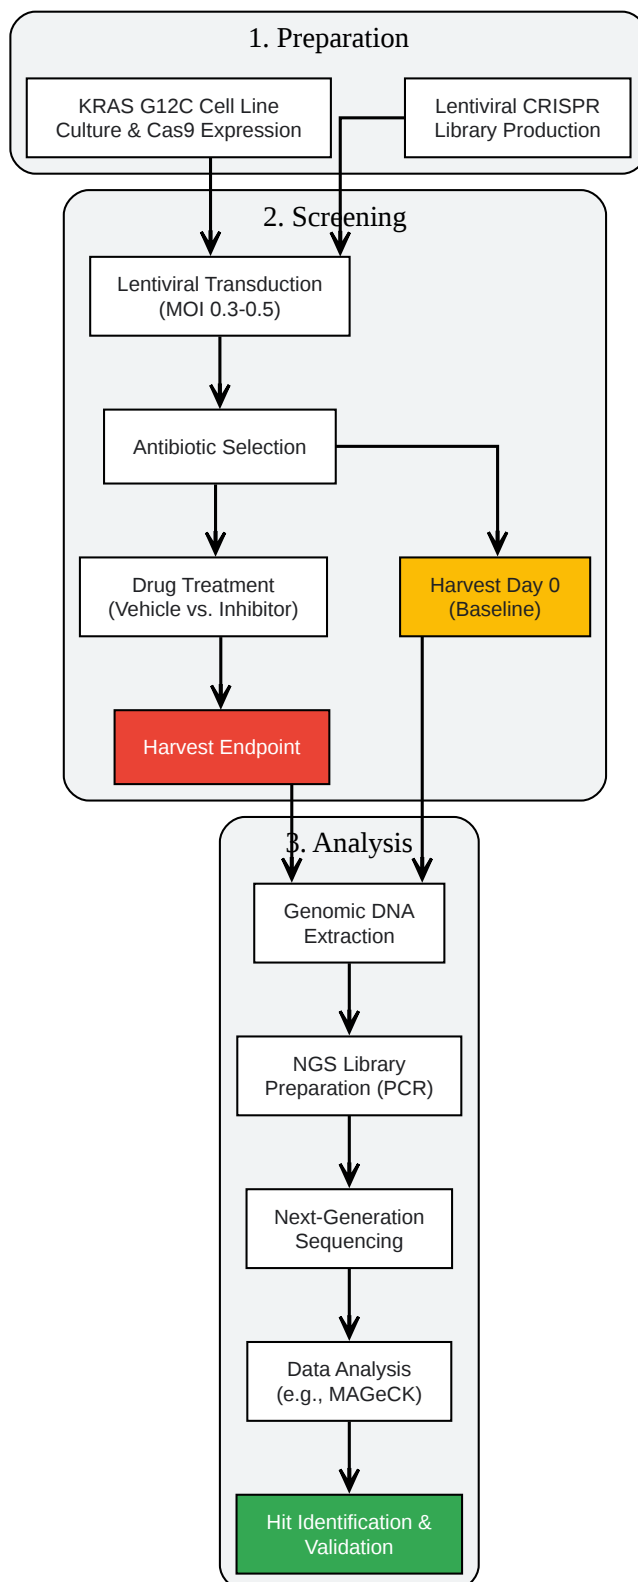 1. Preparation
KRAS G12C Cell Line
Culture & Cas9 Expression
Lentiviral CRISPR
Library Production
2. Screening
Lentiviral Transduction
(MOI 0.3-0.5)
Antibiotic Selection
Drug Treatment
(Vehicle vs. Inhibitor)
Harvest Day 0
(Baseline)
Harvest Endpoint
3. Analysis
Genomic DNA
Extraction
NGS Library
Preparation (PCR)
Next-Generation
Sequencing
Data Analysis
(e.g., MAGeCK)
Hit Identification &
Validation